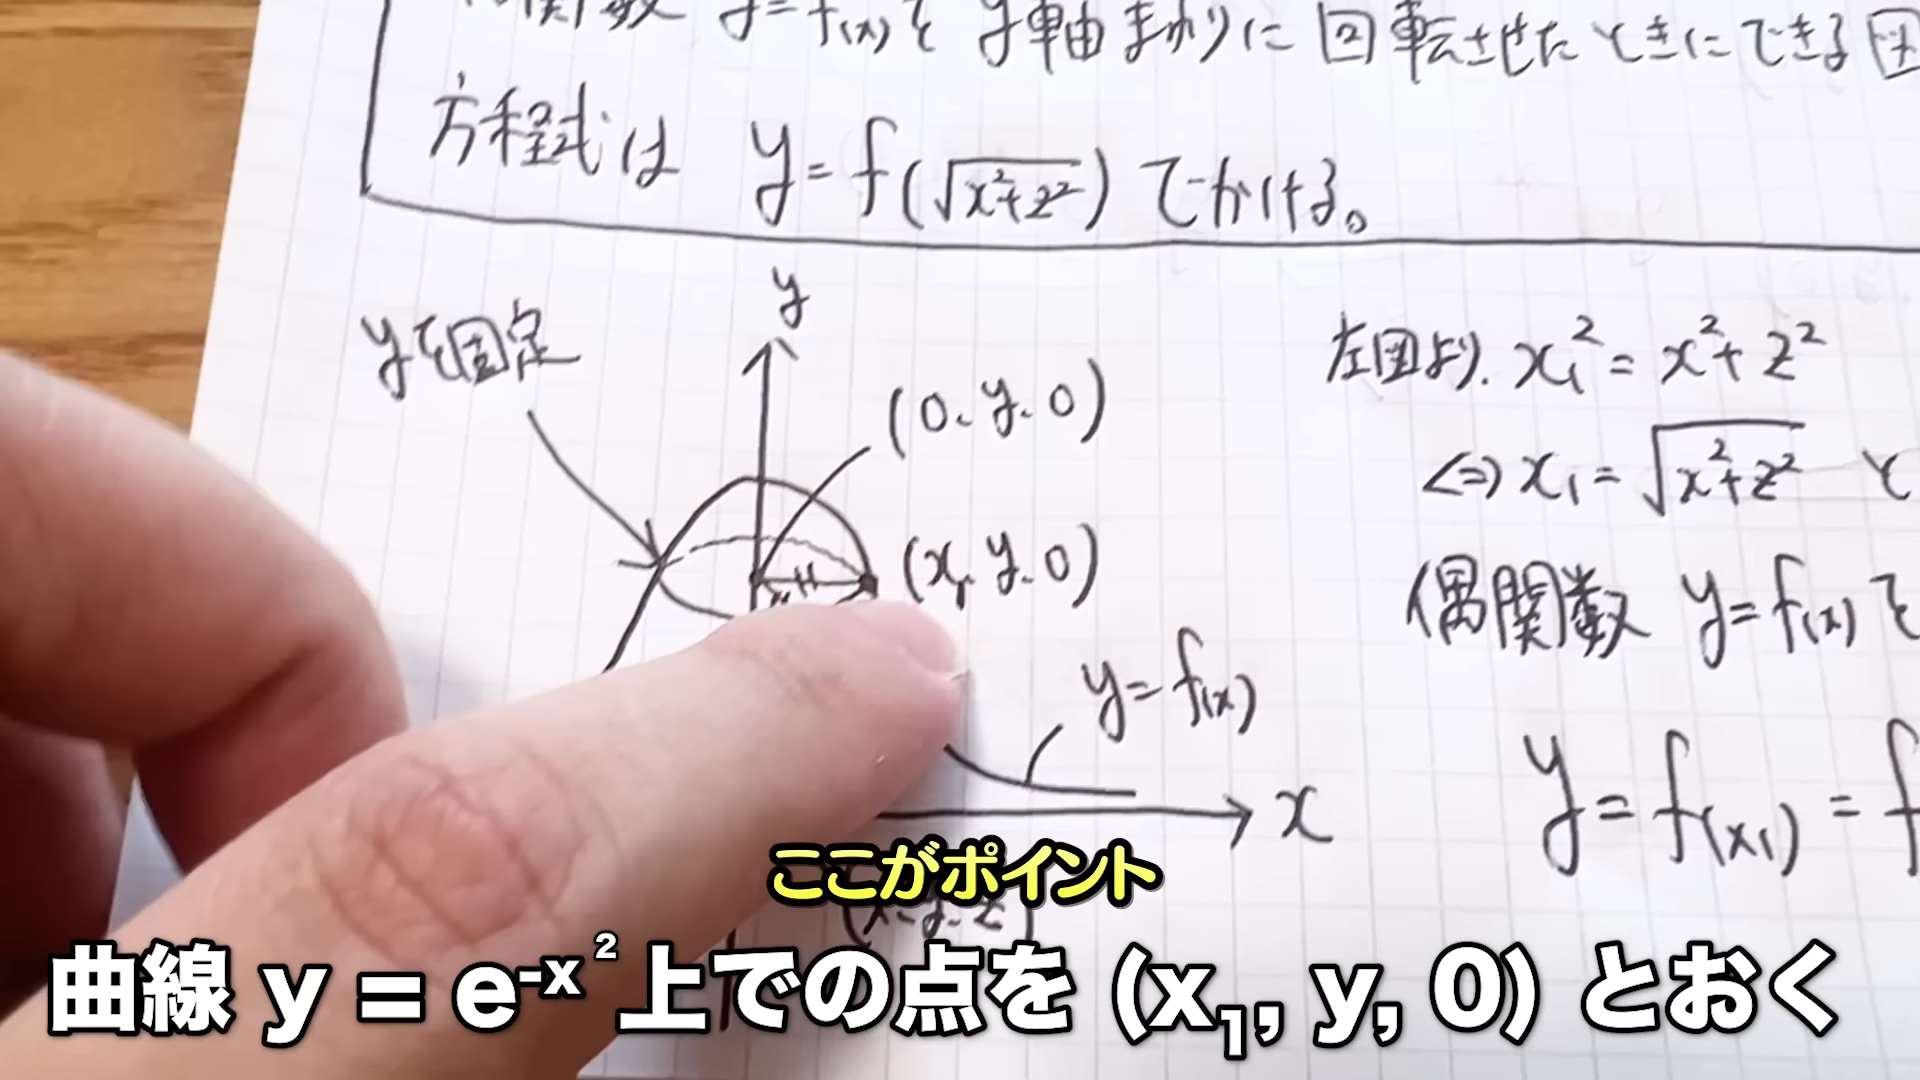 関数 y=f(x)を y軸まわりに回転させたときにできる
方程式は y=f(√x²+z²) でかける。
y
yを固定
(0、y、0)
(x₁、y、0)
y=f(x)
x
(x、y、z)
左図より、x₁²=x²+z²
⇔ x₁=√x²+z² と
偶関数 y=f(x)を
y=f(x₁)=f
ここがポイント
曲線 y = e⁻ˣ² 上での点を (x₁, y, 0) とおく